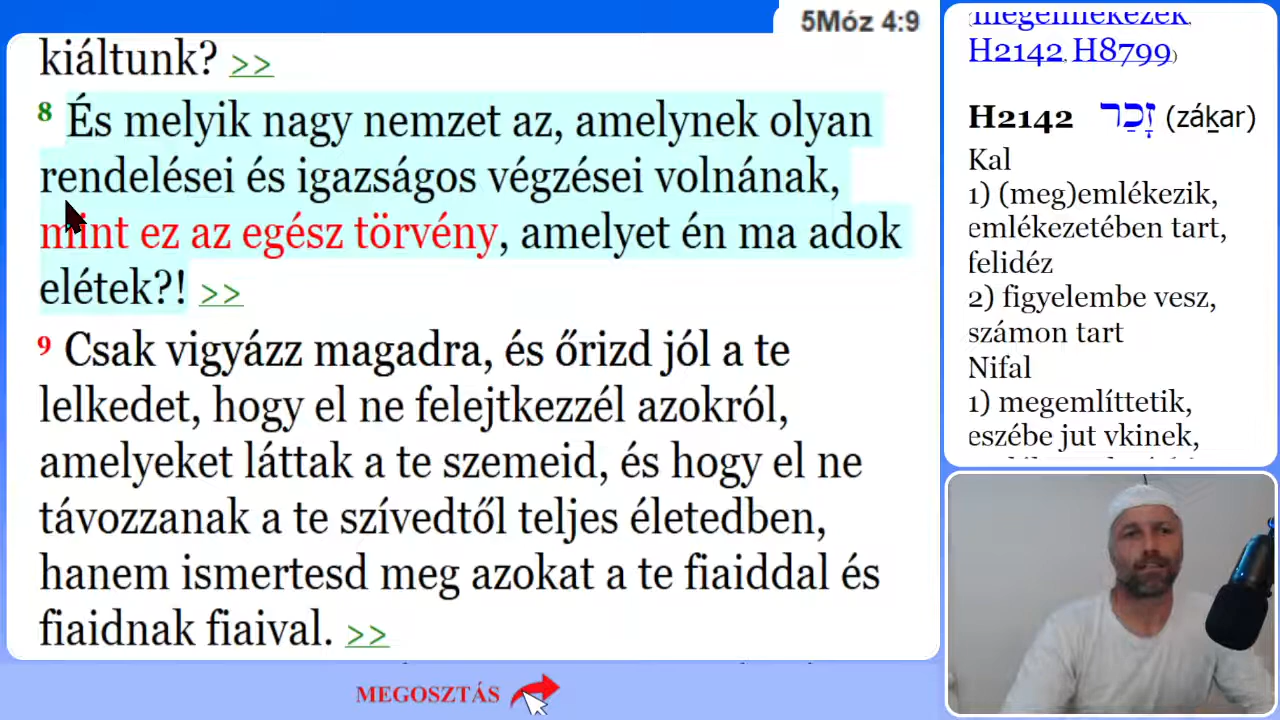 5Móz 4:9
kiáltunk? >>
8 És melyik nagy nemzet az, amelynek olyan
rendelései és igazságos végzései volnának,
mint ez az egész törvény, amelyet én ma adok
elétek?! >>
9 Csak vigyázz magadra, és őrizd jól a te
lelkedet, hogy el ne felejtkezzél azokról,
amelyeket láttak a te szemeid, és hogy el ne
távozzanak a te szívedtől teljes életedben,
hanem ismertesd meg azokat a te fiaiddal és
fiaidnak fiaival. >>
MEGOSZTÁS
(megemlékezek,
H2142, H8799)
H2142 זָכַר (záḵar)
Kal
1) (meg)emlékezik,
emlékezetében tart,
felidéz
2) figyelembe vesz,
számon tart
Nifal
1) megemlíttetik,
eszébe jut vkinek,